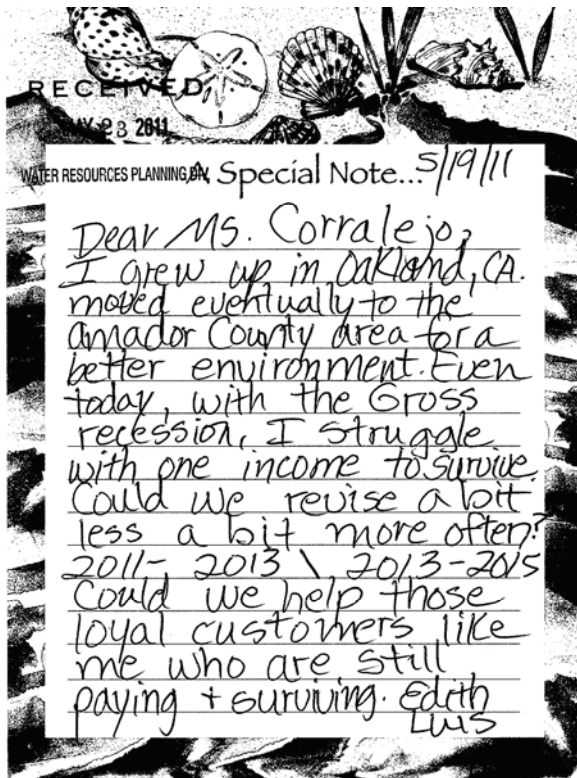 RECEIVED
MAY 23 2011
WATER RESOURCES PLANNING DIV.
A Special Note... 5/19/11
Dear Ms. Corralejo,
I grew up in Oakland, CA.
moved eventually to the
amador County area for a
better environment. Even
today, with the Gross
recession, I struggle
with one income to survive.
Could we revise a bit
less a bit more often?
2011- 2013 \ 2013-2015
Could we help those
loyal customers like
me who are still
paying + surviving. Edith
Luis